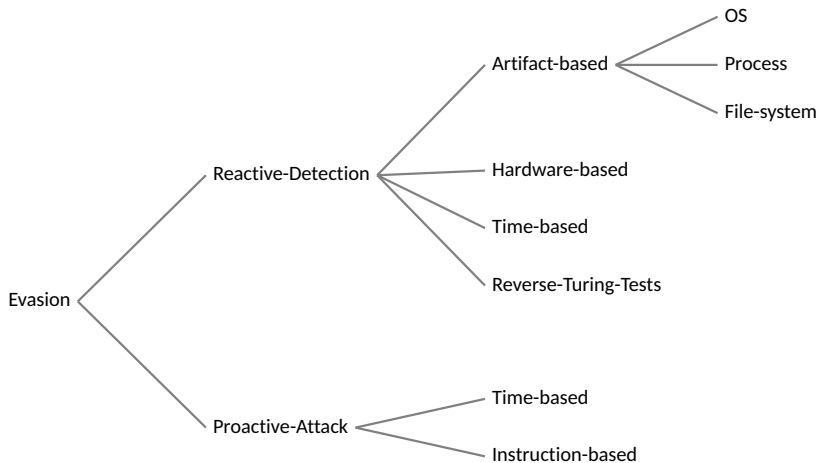 OS
Artifact-based
Process
File-system
Reactive-Detection
Hardware-based
Time-based
Reverse-Turing-Tests
Evasion
Time-based
Proactive-Attack
Instruction-based